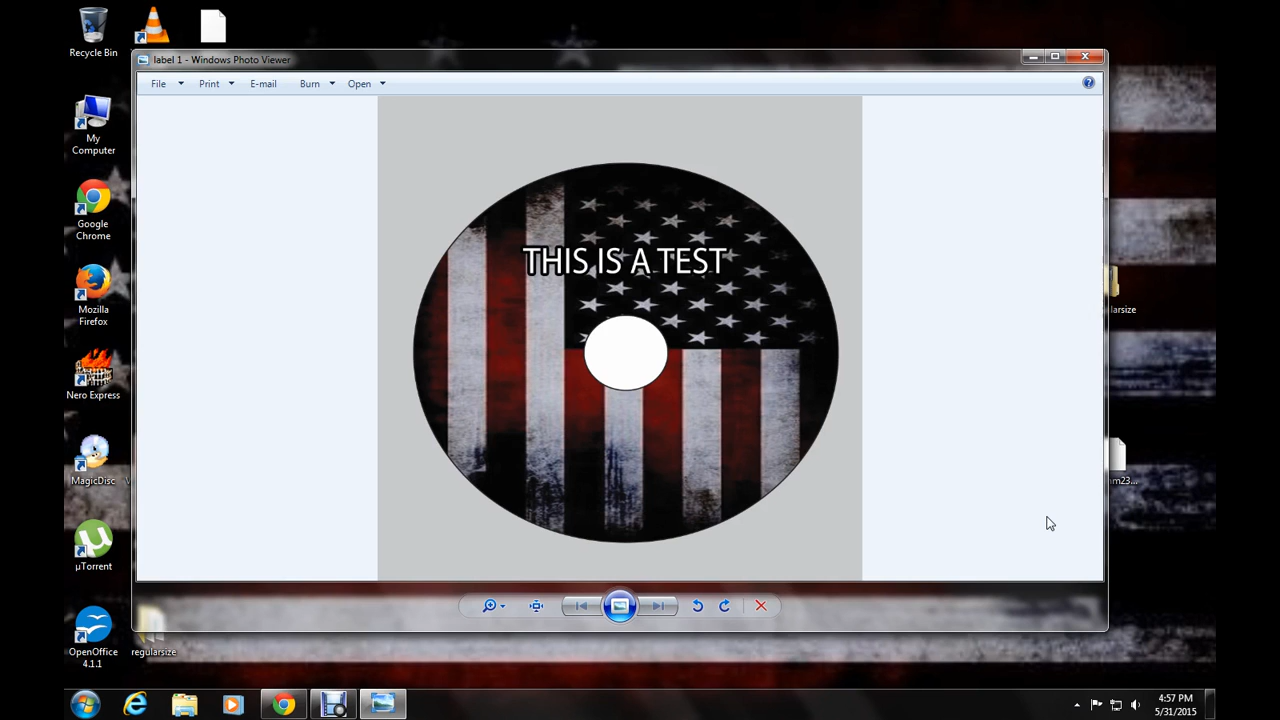 Recycle Bin
label 1 - Windows Photo Viewer
File
Print
E-mail
Burn
Open
My
Computer
Google
Chrome
THIS IS A TEST
Mozilla
Firefox
Nero Express
MagicDisc
µTorrent
OpenOffice
4.1.1
regularsize
4:57 PM
5/31/2015